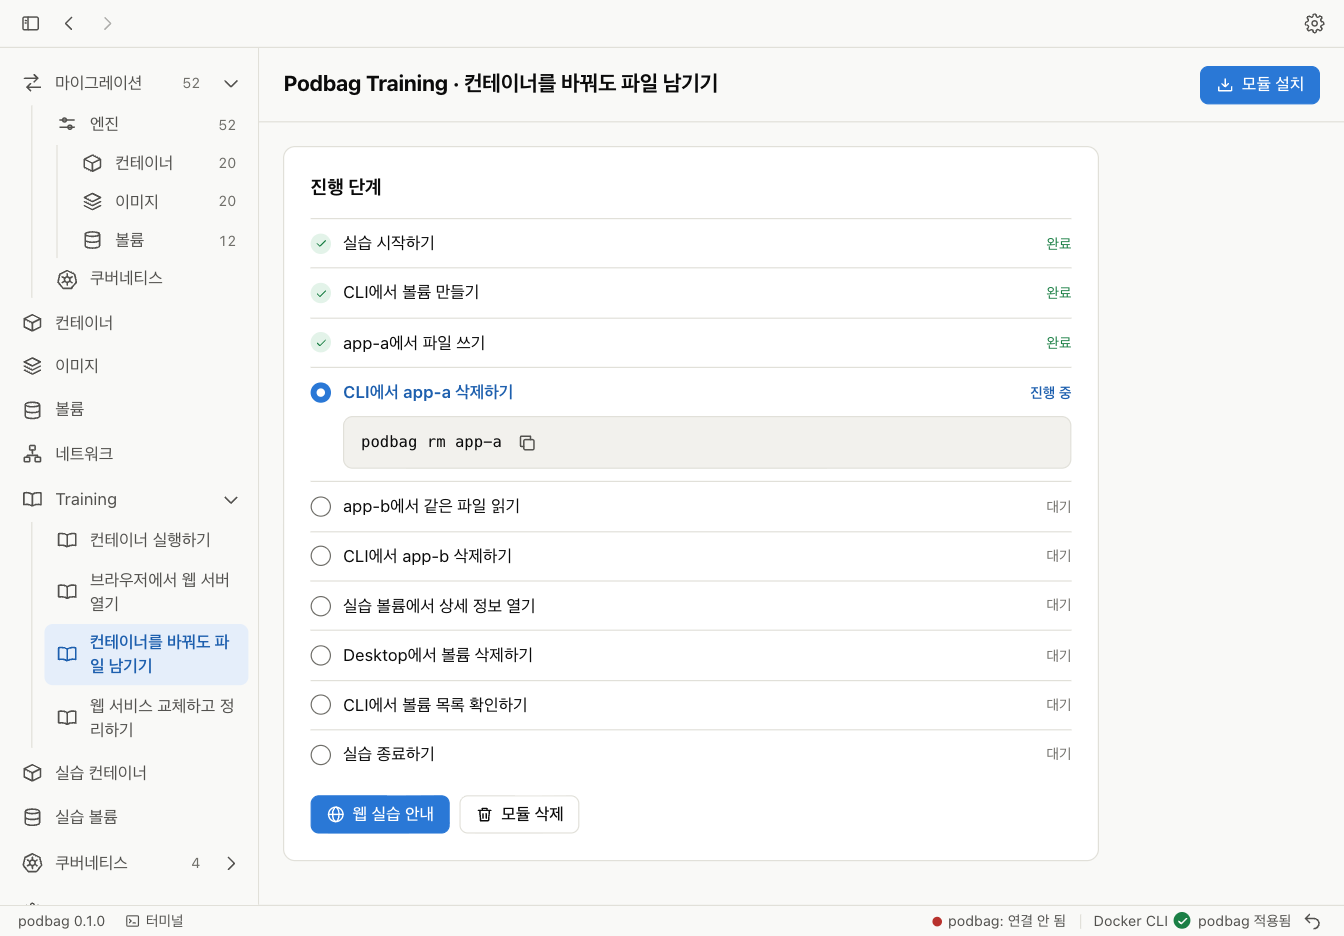 마이그레이션 52
엔진 52
컨테이너 20
이미지 20
볼륨 12
쿠버네티스
컨테이너
이미지
볼륨
네트워크
Training
컨테이너 실행하기
브라우저에서 웹 서버
열기
컨테이너를 바꿔도 파
일 남기기
웹 서비스 교체하고 정
리하기
실습 컨테이너
실습 볼륨
쿠버네티스 4
Podbag Training · 컨테이너를 바꿔도 파일 남기기
모듈 설치
진행 단계
실습 시작하기 완료
CLI에서 볼륨 만들기 완료
app-a에서 파일 쓰기 완료
CLI에서 app-a 삭제하기 진행 중
podbag rm app-a
app-b에서 같은 파일 읽기 대기
CLI에서 app-b 삭제하기 대기
실습 볼륨에서 상세 정보 열기 대기
Desktop에서 볼륨 삭제하기 대기
CLI에서 볼륨 목록 확인하기 대기
실습 종료하기 대기
웹 실습 안내 모듈 삭제
podbag 0.1.0 터미널 podbag: 연결 안 됨 Docker CLI podbag 적용됨